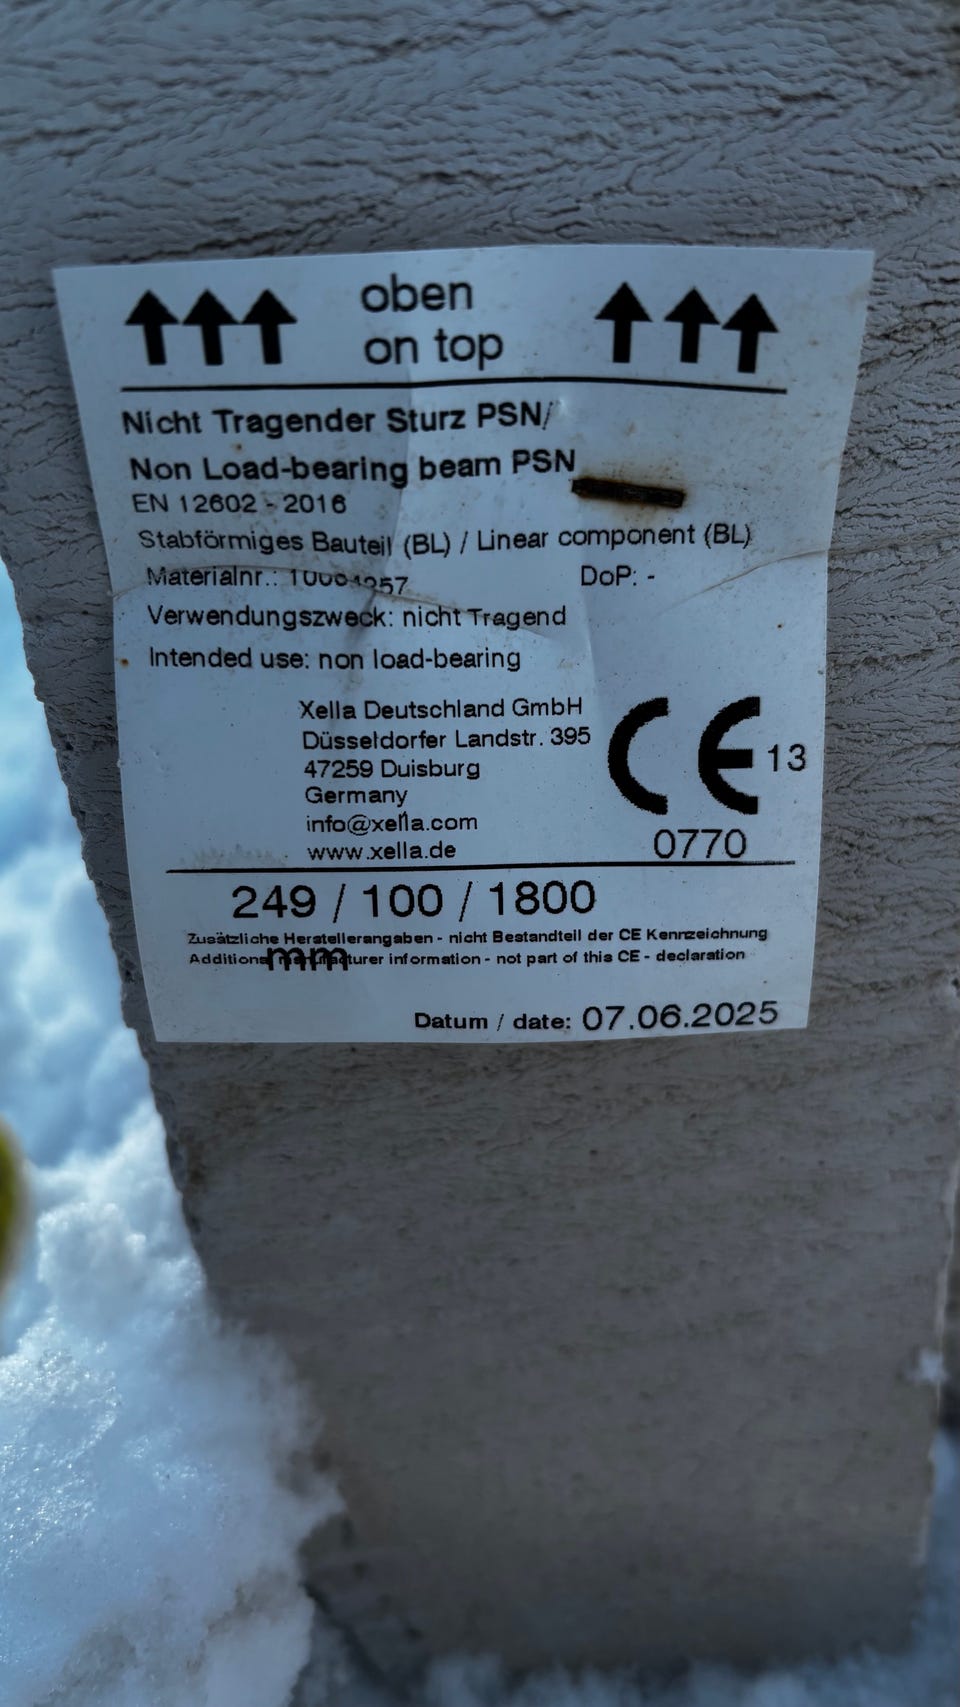 oben
on top
Nicht Tragender Sturz PSN/
Non Load-bearing beam PSN
EN 12602 - 2016
Stabförmiges Bauteil (BL) / Linear component (BL)
Materialnr.: DoP: -
Verwendungszweck: nicht Tragend
Intended use: non load-bearing
Xella Deutschland GmbH
Düsseldorfer Landstr. 395
47259 Duisburg
Germany
info@xella.com
www.xella.de
CE 13
0770
249 / 100 / 1800
Zusätzliche Herstellerangaben - nicht Bestandteil der CE Kennzeichnung
mm
information - not part of this CE - declaration
Datum / date: 07.06.2025